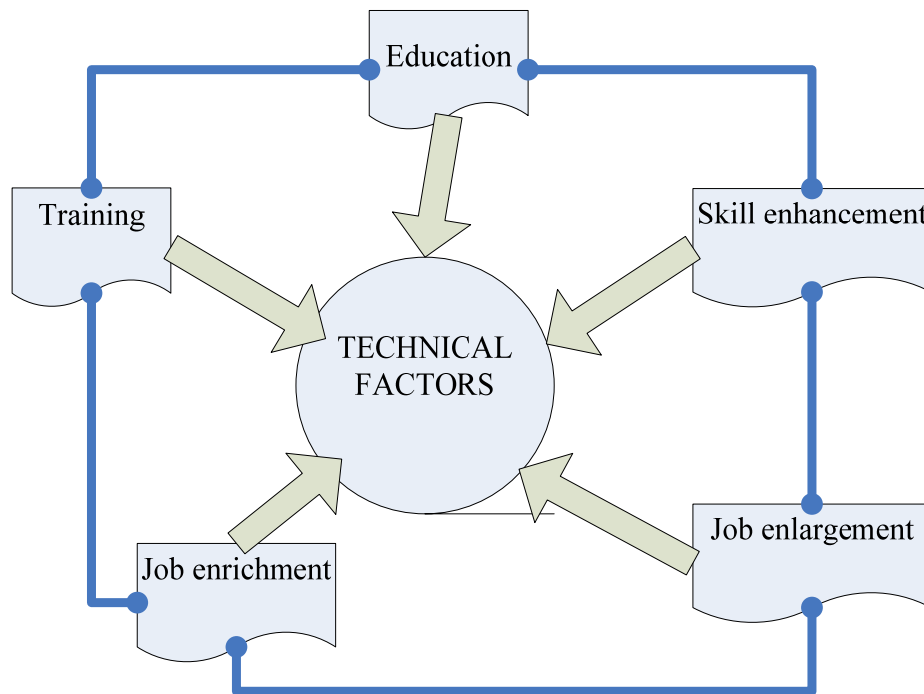 Education
Training
Skill enhancement
TECHNICAL
FACTORS
Job enlargement
Job enrichment